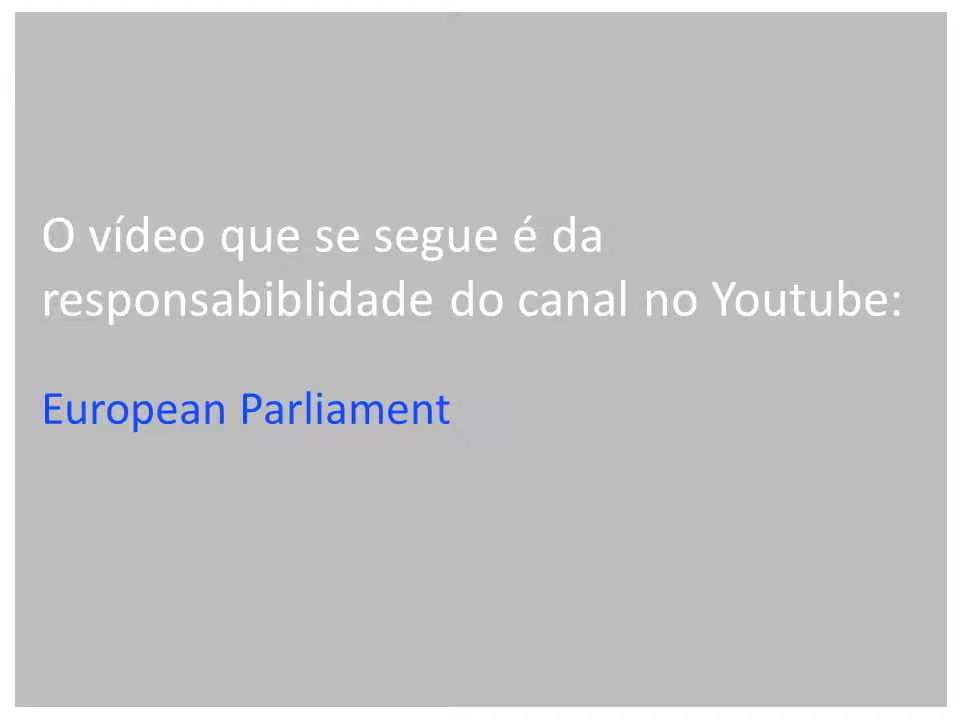 O vídeo que se segue é da
responsabiblidade do canal no Youtube:
European Parliament